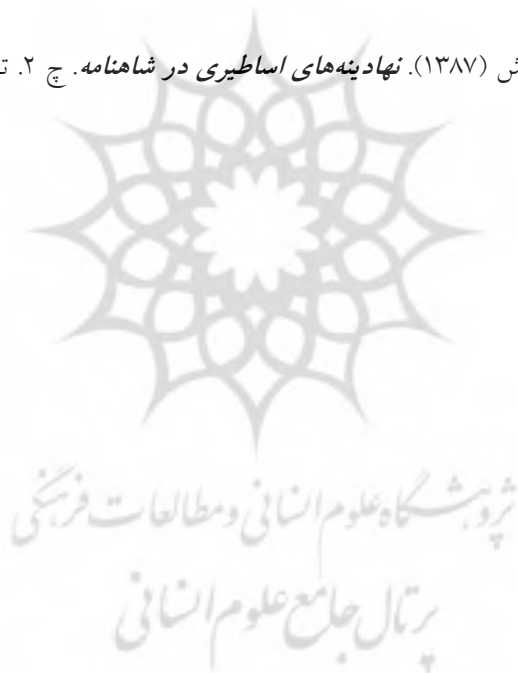 ش (۱۳۸۷). نهادینه‌های اساطیری در شاهنامه. چ ۲. ت
پژوهشگاه علوم انسانی و مطالعات فرهنگی
پرتال جامع علوم انسانی